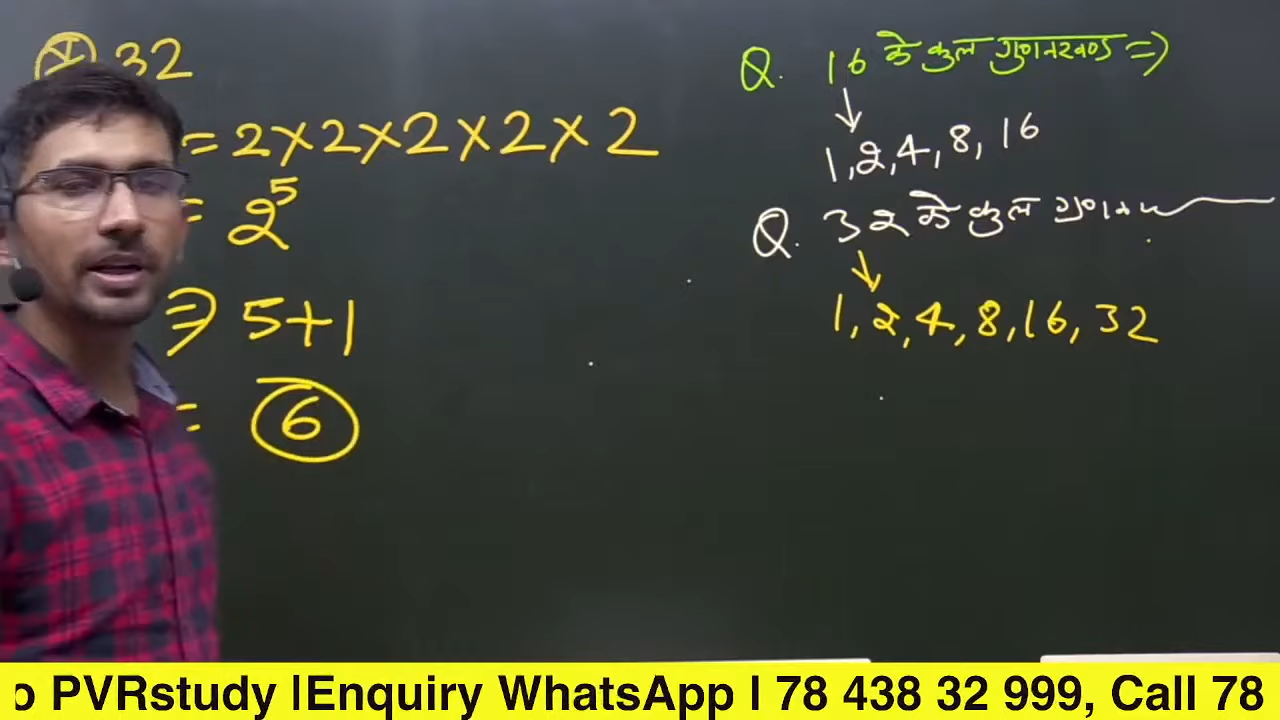 32
= 2×2×2×2×2
= 2⁵
⇒ 5+1
= 6
Q. 16 के कुल गुणनखण्ड ⇒
1, 2, 4, 8, 16
Q. 32 के कुल गुणन
1, 2, 4, 8, 16, 32
PVRstudy |Enquiry WhatsApp | 78 438 32 999, Call 78